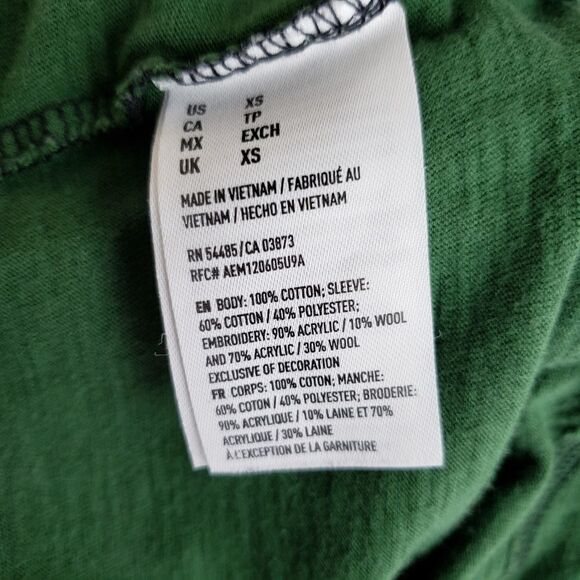 US XS
CA TP
MX EXCH
UK XS
MADE IN VIETNAM / FABRIQUÉ AU
VIETNAM / HECHO EN VIETNAM
RN 54485/CA 03873
RFC# AEM120605U9A
EN BODY: 100% COTTON; SLEEVE:
60% COTTON / 40% POLYESTER;
EMBROIDERY: 90% ACRYLIC / 10% WOOL
AND 70% ACRYLIC / 30% WOOL
EXCLUSIVE OF DECORATION
FR CORPS: 100% COTON; MANCHE:
60% COTON / 40% POLYESTER; BRODERIE:
90% ACRYLIQUE / 10% LAINE ET 70%
ACRYLIQUE / 30% LAINE
À L'EXCEPTION DE LA GARNITURE